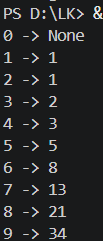 PS D:\LK> &
0 -> None
1 -> 1
2 -> 1
3 -> 2
4 -> 3
5 -> 5
6 -> 8
7 -> 13
8 -> 21
9 -> 34